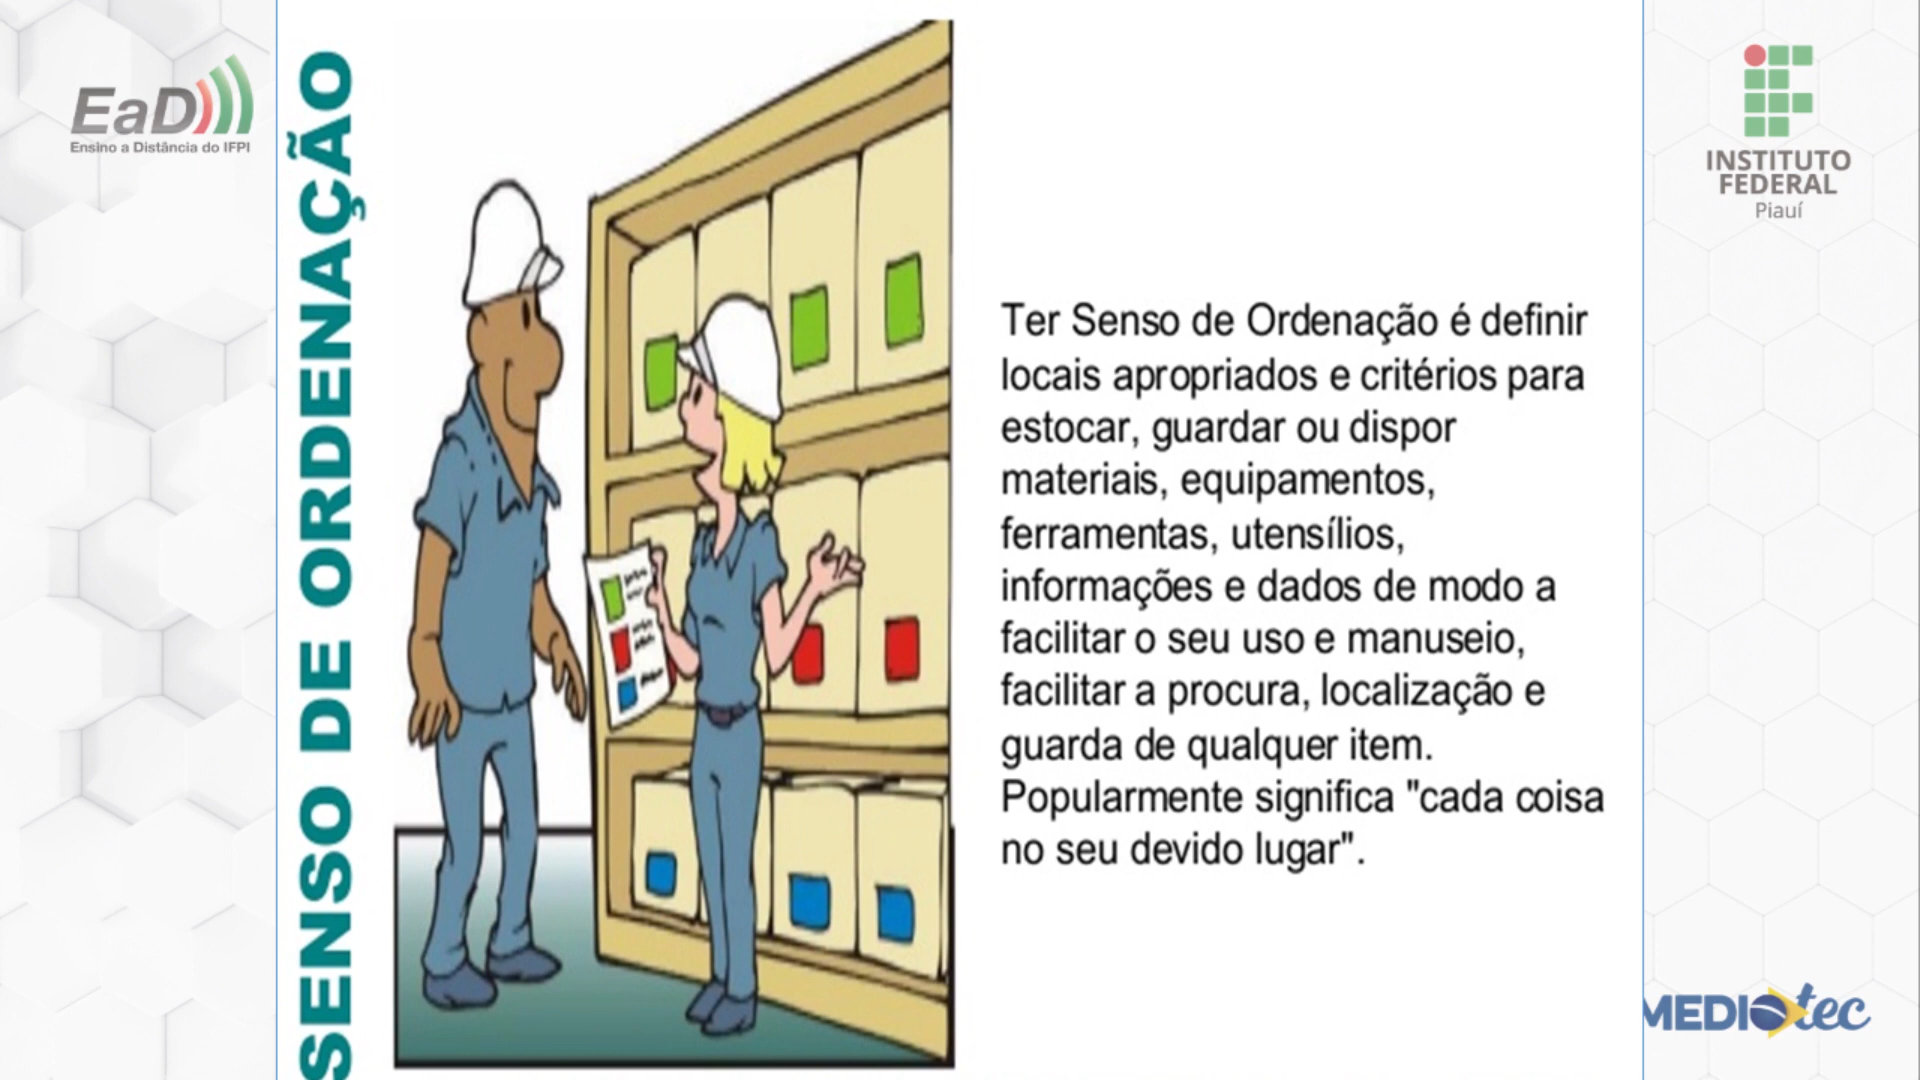 EaD
Ensino a Distância do IFPI
SENSO DE ORDENAÇÃO
Ter Senso de Ordenação é definir
locais apropriados e critérios para
estocar, guardar ou dispor
materiais, equipamentos,
ferramentas, utensílios,
informações e dados de modo a
facilitar o seu uso e manuseio,
facilitar a procura, localização e
guarda de qualquer item.
Popularmente significa "cada coisa
no seu devido lugar".
INSTITUTO
FEDERAL
Piauí
MEDIOtec